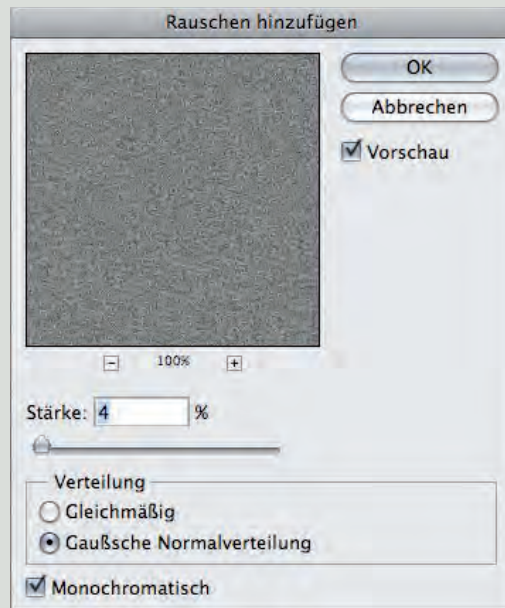 Rauschen hinzufügen
OK
Abbrechen
Vorschau
100%
Stärke: 4 %
Verteilung
Gleichmäßig
Gaußsche Normalverteilung
Monochromatisch